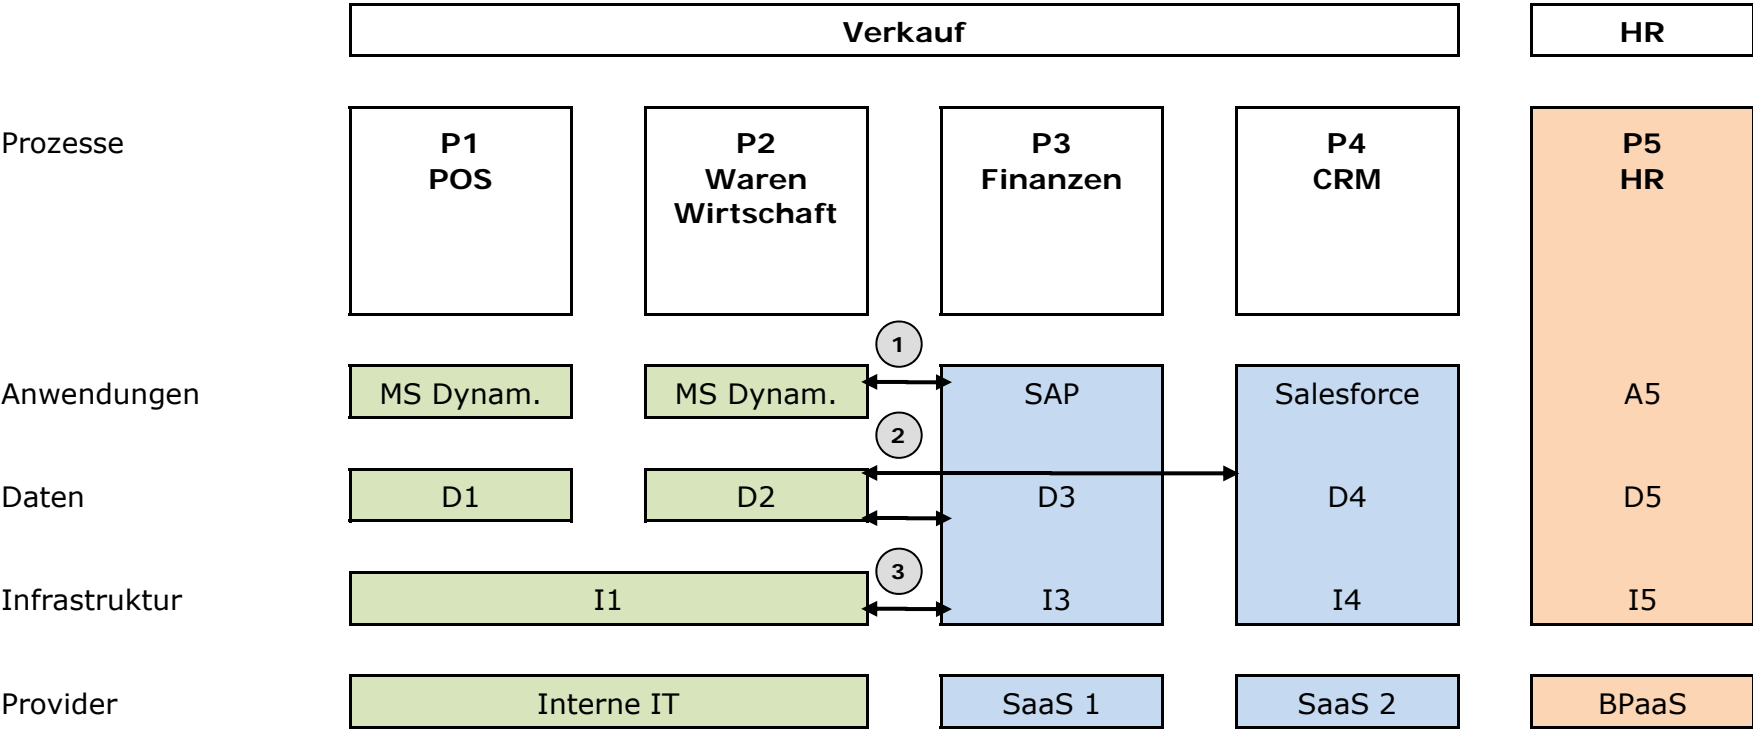 Verkauf
HR
Prozesse
P1
POS
P2
Waren
Wirtschaft
P3
Finanzen
P4
CRM
P5
HR
1
Anwendungen
MS Dynam.
MS Dynam.
SAP
Salesforce
A5
2
Daten
D1
D2
D3
D4
D5
3
Infrastruktur
I1
I3
I4
I5
Provider
Interne IT
SaaS 1
SaaS 2
BPaaS